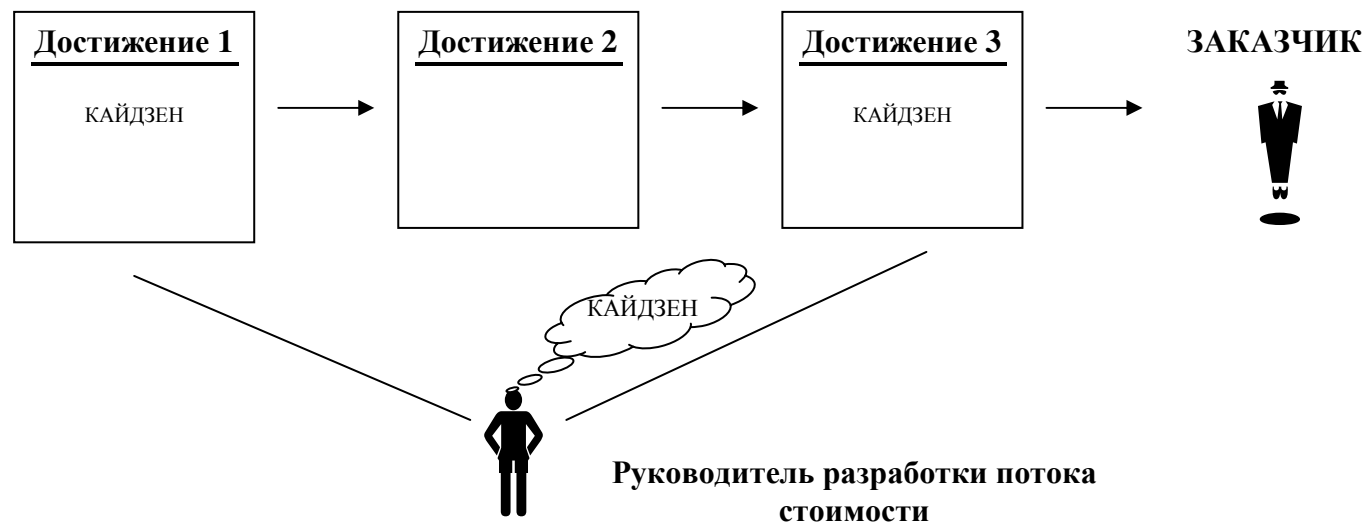 Достижение 1
Достижение 2
Достижение 3
ЗАКАЗЧИК
КАЙДЗЕН
КАЙДЗЕН
КАЙДЗЕН
Руководитель разработки потока
стоимости